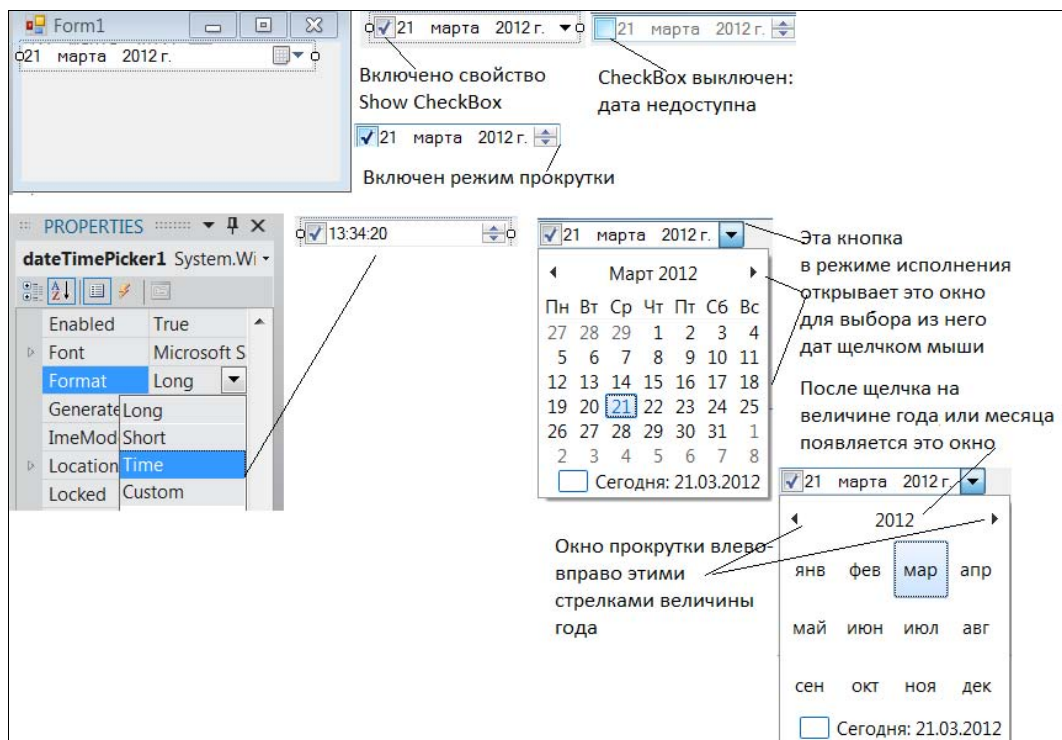 Form1
21 марта 2012 г.
21 марта 2012 г.
21 марта 2012 г.
Включено свойство
Show CheckBox
CheckBox выключен:
дата недоступна
21 марта 2012 г.
Включен режим прокрутки
PROPERTIES
dateTimePicker1 System.Wi
Enabled True
Font Microsoft S
Format Long
Generate
ImeMod
Location
Locked
Long
Short
Time
Custom
13:34:20
21 марта 2012 г.
Март 2012
Пн Вт Ср Чт Пт Сб Вс
27 28 29 1 2 3 4
5 6 7 8 9 10 11
12 13 14 15 16 17 18
19 20 21 22 23 24 25
26 27 28 29 30 31 1
2 3 4 5 6 7 8
Сегодня: 21.03.2012
Эта кнопка
в режиме исполнения
открывает это окно
для выбора из него
дат щелчком мыши
После щелчка на
величине года или месяца
появляется это окно
21 марта 2012 г.
2012
янв фев мар апр
май июн июл авг
сен окт ноя дек
Сегодня: 21.03.2012
Окно прокрутки влево-
вправо этими
стрелками величины
года